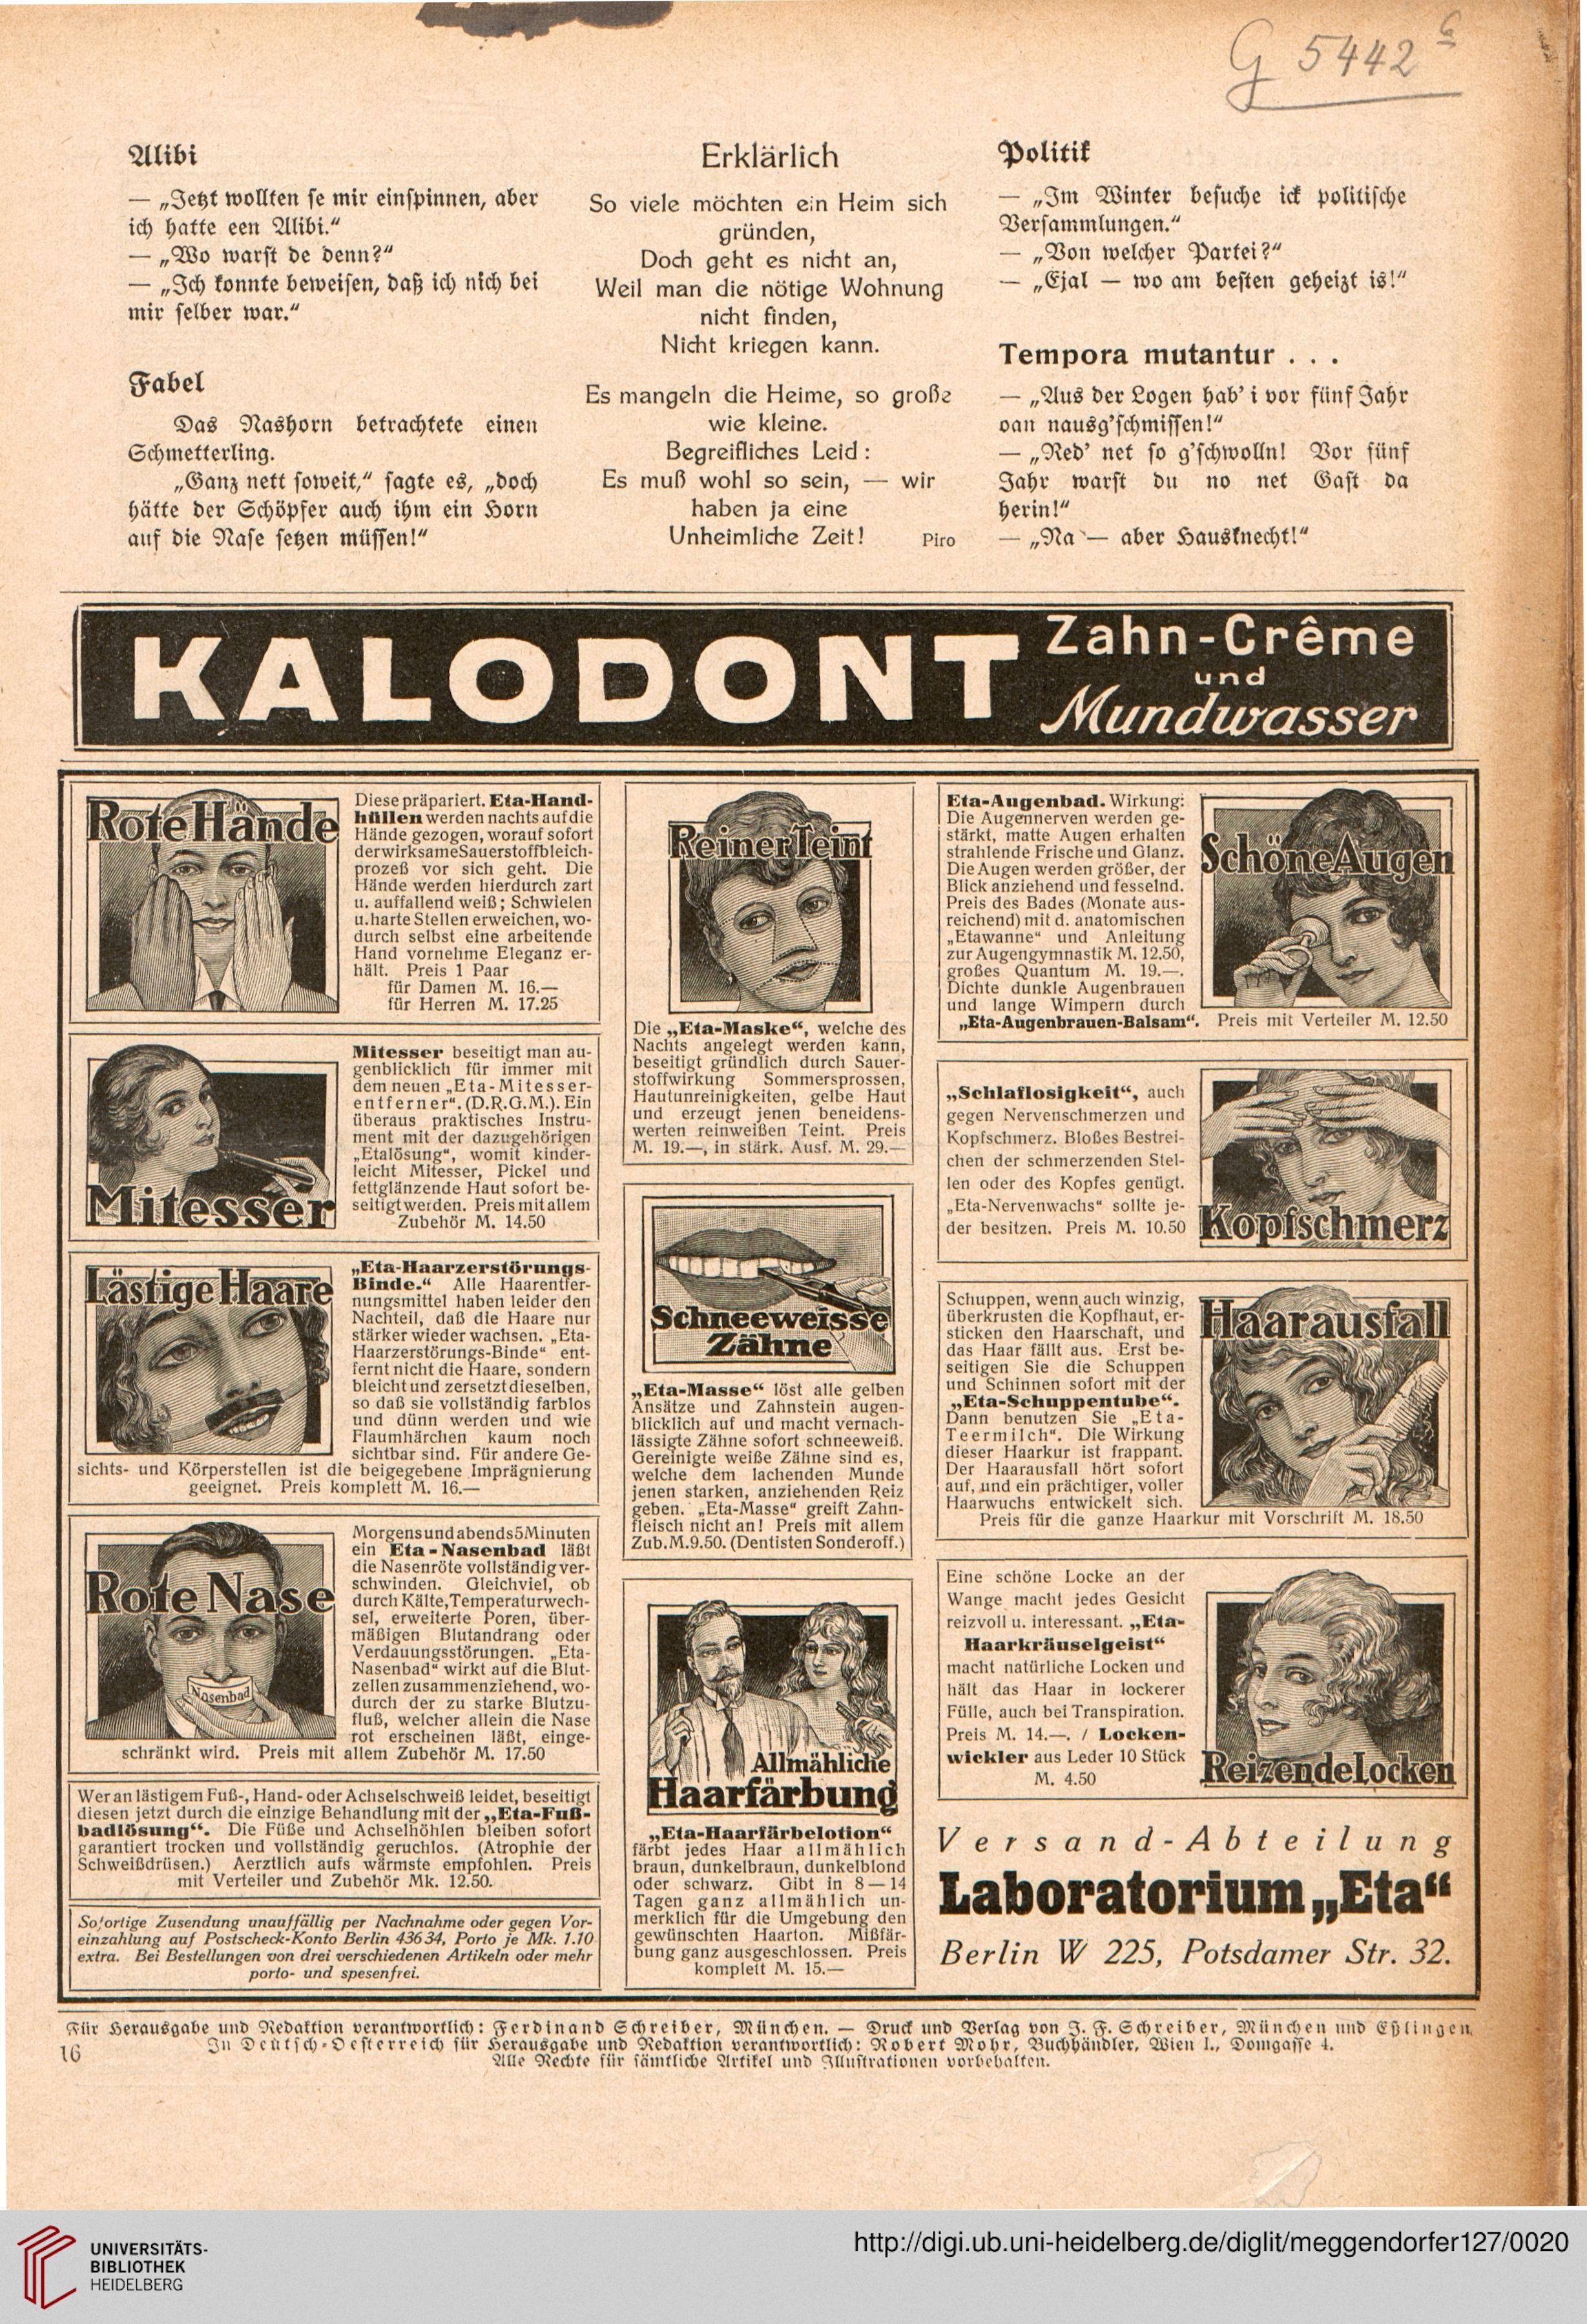 G 5442 6
Alibi
— „Jetzt wollten se mir einspinnen, aber
ich hatte een Alibi.“
— „Wo warst de denn?“
— „Ich konnte beweisen, daß ich nich bei
mir selber war.“
Fabel
Das Nashorn betrachtete einen
Schmetterling.
„Ganz nett soweit,“ sagte es, „doch
hätte der Schöpfer auch ihm ein Horn
auf die Nase setzen müssen!“
Erklärlich
So viele möchten ein Heim sich
gründen,
Doch geht es nicht an,
Weil man die nötige Wohnung
nicht finden,
Nicht kriegen kann.
Es mangeln die Heime, so große
wie kleine.
Begreifliches Leid:
Es muß wohl so sein, — wir
haben ja eine
Unheimliche Zeit! Piro
Politik
— „Im Winter besuche ick politische
Versammlungen.“
— „Von welcher Partei?“
— „Ejal — wo am besten geheizt is!“
Tempora mutantur . . .
— „Aus der Logen hab' i vor fünf Jahr
oan nausg'schmissen!“
— „Red' net so g'schwolln! Vor fünf
Jahr warst du no net Gast da
herin!“
— „Na — aber Hausknecht!“
KALODONT
Zahn-Crême
und
Mundwasser
Rote Hände
Diese präpariert. Eta-Hand-
hüllen werden nachts auf die
Hände gezogen, worauf sofort
der wirksame Sauerstoffbleich-
prozeß vor sich geht. Die
Hände werden hierdurch zart
u. auffallend weiß; Schwielen
u. harte Stellen erweichen, wo-
durch selbst eine arbeitende
Hand vornehme Eleganz er-
hält. Preis 1 Paar
für Damen M. 16.—
für Herren M. 17.25
Mitesser
Mitesser beseitigt man au-
genblicklich für immer mit
dem neuen „Eta-Mitesser-
entferner“. (D.R.G.M.). Ein
überaus praktisches Instru-
ment mit der dazugehörigen
„Etalösung“, womit kinder-
leicht Mitesser, Pickel und
fettglänzende Haut sofort be-
seitigt werden. Preis mit allem
Zubehör M. 14.50
Lästige Haare
„Eta-Haarzerstörungs-
Binde.“ Alle Haarentfer-
nungsmittel haben leider den
Nachteil, daß die Haare nur
stärker wieder wachsen. „Eta-
Haarzerstörungs-Binde“ ent-
fernt nicht die Haare, sondern
bleicht und zersetzt dieselben,
so daß sie vollständig farblos
und dünn werden und wie
Flaumhärchen kaum noch
sichtbar sind. Für andere Ge-
sichts- und Körperstellen ist die beigegebene Imprägnierung
geeignet. Preis komplett M. 16.—
Rote Nase
Nasenbad
Morgens und abends 5 Minuten
ein Eta-Nasenbad läßt
die Nasenröte vollständig ver-
schwinden. Gleichviel, ob
durch Kälte, Temperaturwech-
sel, erweiterte Poren, über-
mäßigen Blutandrang oder
Verdauungsstörungen. „Eta-
Nasenbad“ wirkt auf die Blut-
zellen zusammenziehend, wo-
durch der zu starke Blutzu-
fluß, welcher allein die Nase
rot erscheinen läßt, einge-
schränkt wird. Preis mit allem Zubehör M. 17.50
Wer an lästigem Fuß-, Hand- oder Achselschweiß leidet, beseitigt
diesen jetzt durch die einzige Behandlung mit der „Eta-Fuß-
badlösung“. Die Füße und Achselhöhlen bleiben sofort
garantiert trocken und vollständig geruchlos. (Atrophie der
Schweißdrüsen.) Aerztlich aufs wärmste empfohlen. Preis
mit Verteiler und Zubehör Mk. 12.50.
Sofortige Zusendung unauffällig per Nachnahme oder gegen Vor-
einzahlung auf Postscheck-Konto Berlin 43634, Porto je Mk. 1.10
extra. Bei Bestellungen von drei verschiedenen Artikeln oder mehr
porto- und spesenfrei.
Reiner Teint
Die „Eta-Maske“, welche des
Nachts angelegt werden kann,
beseitigt gründlich durch Sauer-
stoffwirkung Sommersprossen,
Hautunreinigkeiten, gelbe Haut
und erzeugt jenen beneidens-
werten reinweißen Teint. Preis
M. 19.—, in stärk. Ausf. M. 29.—
Schneeweisse
Zähne
„Eta-Masse“ löst alle gelben
Ansätze und Zahnstein augen-
blicklich auf und macht vernach-
lässigte Zähne sofort schneeweiß.
Gereinigte weiße Zähne sind es,
welche dem lachenden Munde
jenen starken, anziehenden Reiz
geben. „Eta-Masse“ greift Zahn-
fleisch nicht an! Preis mit allem
Zub. M. 9.50. (Dentisten Sonderoff.)
Allmähliche
Haarfärbung
„Eta-Haarfärbelotion“
färbt jedes Haar allmählich
braun, dunkelbraun, dunkelblond
oder schwarz. Gibt in 8—14
Tagen ganz allmählich un-
merklich für die Umgebung den
gewünschten Haarton. Mißfär-
bung ganz ausgeschlossen. Preis
komplett M. 15.—
Eta-Augenbad. Wirkung:
Die Augennerven werden ge-
stärkt, matte Augen erhalten
strahlende Frische und Glanz.
Die Augen werden größer, der
Blick anziehend und fesselnd.
Preis des Bades (Monate aus-
reichend) mit d. anatomischen
„Etawanne“ und Anleitung
zur Augengymnastik M. 12.50,
großes Quantum M. 19.—.
Dichte dunkle Augenbrauen
und lange Wimpern durch
„Eta-Augenbrauen-Balsam“. Preis mit Verteiler M. 12.50
Schöne Augen
„Schlaflosigkeit“, auch
gegen Nervenschmerzen und
Kopfschmerz. Bloßes Bestrei-
chen der schmerzenden Stel-
len oder des Kopfes genügt.
„Eta-Nervenwachs“ sollte je-
der besitzen. Preis M. 10.50
Kopfschmerz
Schuppen, wenn auch winzig,
überkrusten die Kopfhaut, er-
sticken den Haarschaft, und
das Haar fällt aus. Erst be-
seitigen Sie die Schuppen
und Schinnen sofort mit der
„Eta-Schuppentube“.
Dann benutzen Sie „Eta-
Teermilch“. Die Wirkung
dieser Haarkur ist frappant.
Der Haarausfall hört sofort
auf, und ein prächtiger, voller
Haarwuchs entwickelt sich.
Preis für die ganze Haarkur mit Vorschrift M. 18.50
Haarausfall
Eine schöne Locke an der
Wange macht jedes Gesicht
reizvoll u. interessant. „Eta-
Haarkräuselgeist“
macht natürliche Locken und
hält das Haar in lockerer
Fülle, auch bei Transpiration.
Preis M. 14.—. / Locken-
wickler aus Leder 10 Stück
M. 4.50
Reizende Locken
Versand-Abteilung
Laboratorium „Eta“
Berlin W 225, Potsdamer Str. 32.
Für Herausgabe und Redaktion verantwortlich: Ferdinand Schreiber, München. — Druck und Verlag von J. F. Schreiber, München und Eßlingen.
In Deutsch-Oesterreich für Herausgabe und Redaktion verantwortlich: Robert Mohr, Buchhändler, Wien I., Domgasse 4.
Alle Rechte für sämtliche Artikel und Illustrationen vorbehalten.
16
UNIVERSITÄTS-
BIBLIOTHEK
HEIDELBERG
http://digi.ub.uni-heidelberg.de/diglit/meggendorfer127/0020